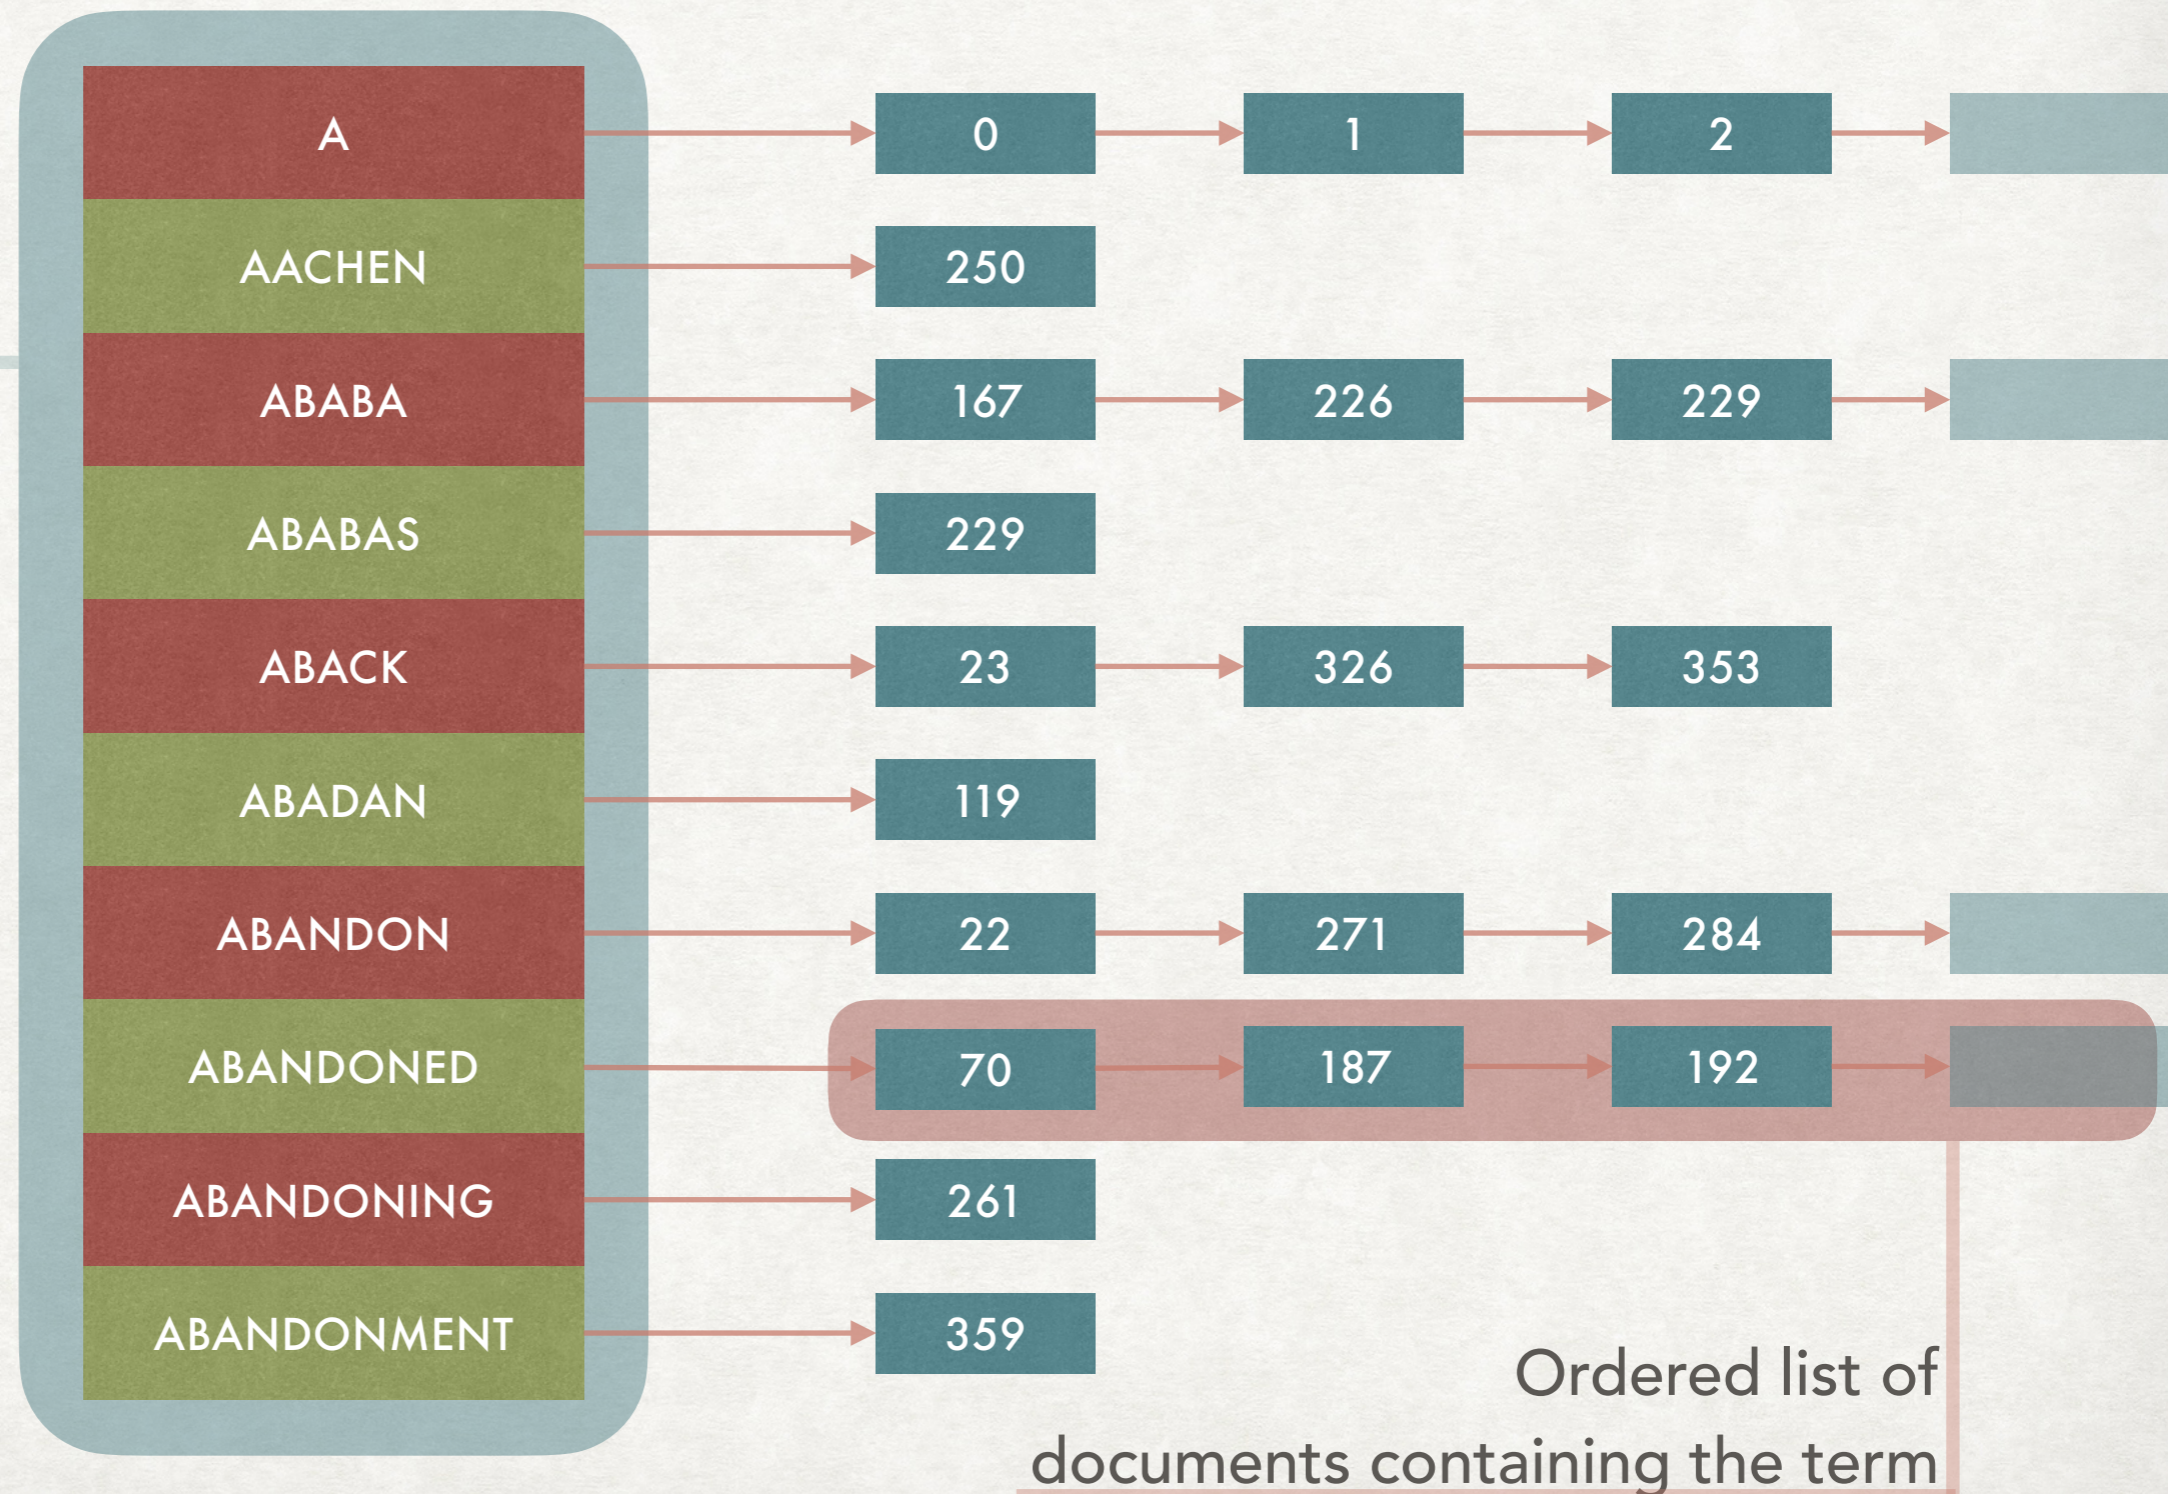 A 0 1 2
AACHEN 250
ABABA 167 226 229
ABABAS 229
ABACK 23 326 353
ABADAN 119
ABANDON 22 271 284
ABANDONED 70 187 192
ABANDONING 261
ABANDONMENT 359
Ordered list of
documents containing the term